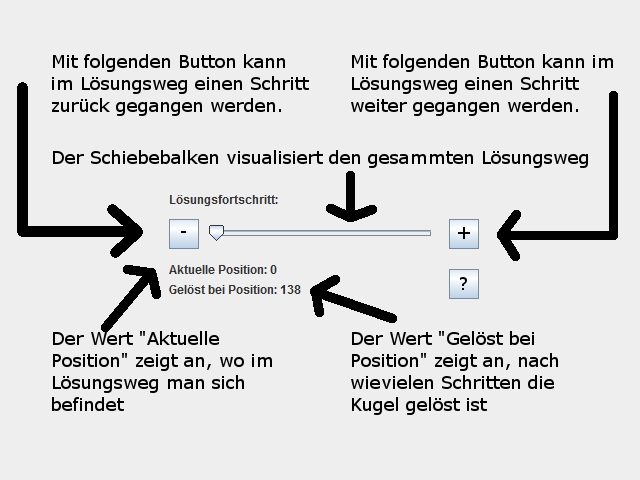 Mit folgenden Button kann
im Lösungsweg einen Schritt
zurück gegangen werden.
Mit folgenden Button kann im
Lösungsweg einen Schritt
weiter gegangen werden.
Der Schiebebalken visualisiert den gesammten Lösungsweg
Lösungsfortschritt:
-
+
Aktuelle Position: 0
Gelöst bei Position: 138
?
Der Wert "Aktuelle
Position" zeigt an, wo im
Lösungsweg man sich
befindet
Der Wert "Gelöst bei
Position" zeigt an, nach
wievielen Schritten die
Kugel gelöst ist